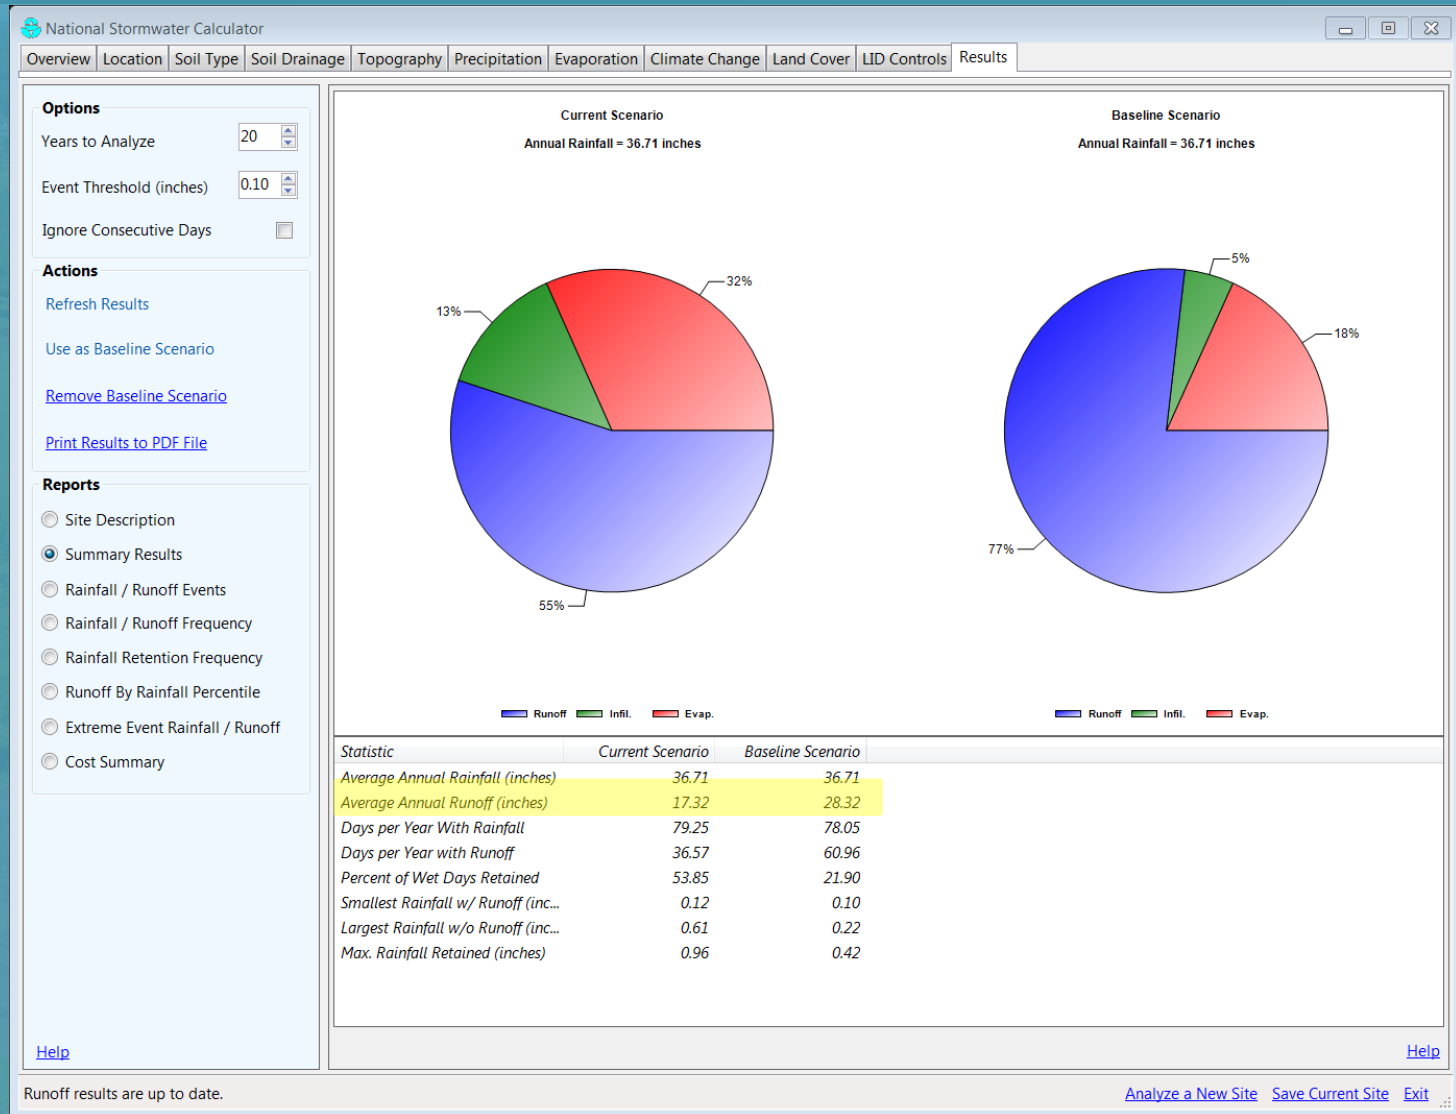 National Stormwater Calculator
Overview Location Soil Type Soil Drainage Topography Precipitation Evaporation Climate Change Land Cover LID Controls Results
Options
Years to Analyze 20
Event Threshold (inches) 0.10
Ignore Consecutive Days
Actions
Refresh Results
Use as Baseline Scenario
Remove Baseline Scenario
Print Results to PDF File
Reports
Site Description
Summary Results
Rainfall / Runoff Events
Rainfall / Runoff Frequency
Rainfall Retention Frequency
Runoff By Rainfall Percentile
Extreme Event Rainfall / Runoff
Cost Summary
Help
Current Scenario
Annual Rainfall = 36.71 inches
32%
13%
55%
Runoff Infil. Evap.
Baseline Scenario
Annual Rainfall = 36.71 inches
5%
18%
77%
Runoff Infil. Evap.
Statistic Current Scenario Baseline Scenario
Average Annual Rainfall (inches) 36.71 36.71
Average Annual Runoff (inches) 17.32 28.32
Days per Year With Rainfall 79.25 78.05
Days per Year with Runoff 36.57 60.96
Percent of Wet Days Retained 53.85 21.90
Smallest Rainfall w/ Runoff (inc... 0.12 0.10
Largest Rainfall w/o Runoff (inc... 0.61 0.22
Max. Rainfall Retained (inches) 0.96 0.42
Help
Runoff results are up to date.
Analyze a New Site Save Current Site Exit